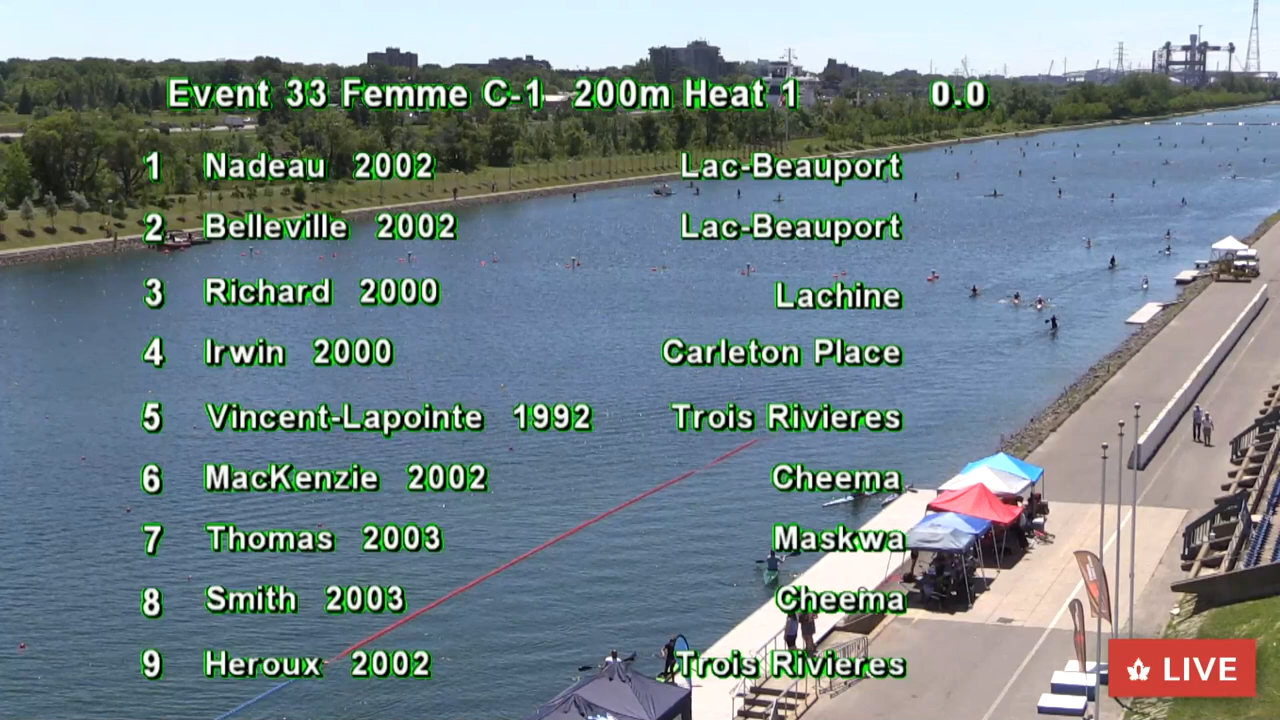 Event 33 Femme C-1 200m Heat 1 0.0
1 Nadeau 2002 Lac-Beauport
2 Belleville 2002 Lac-Beauport
3 Richard 2000 Lachine
4 Irwin 2000 Carleton Place
5 Vincent-Lapointe 1992 Trois Rivieres
6 MacKenzie 2002 Cheema
7 Thomas 2003 Maskwa
8 Smith 2003 Cheema
9 Heroux 2002 Trois Rivieres
LIVE